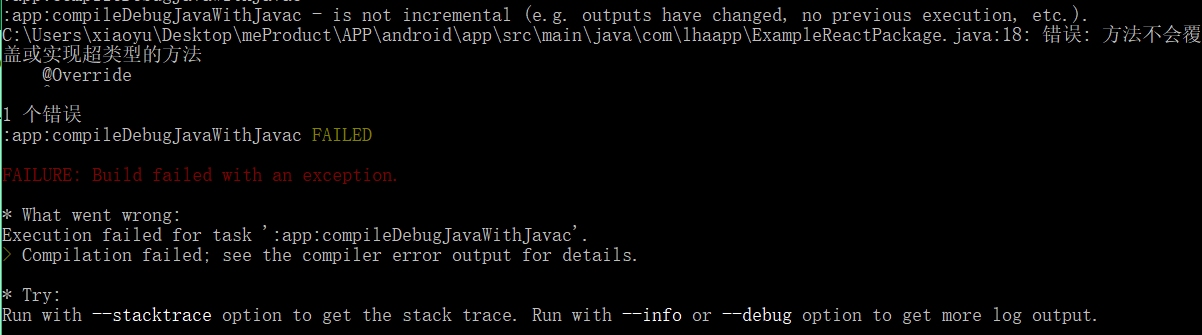 :app:compileDebugJavaWithJavac
:app:compileDebugJavaWithJavac - is not incremental (e.g. outputs have changed, no previous execution, etc.).
C:\Users\xiaoyu\Desktop\meProduct\APP\android\app\src\main\java\com\lhaapp\ExampleReactPackage.java:18: 错误: 方法不会覆
盖或实现超类型的方法
    @Override
    ^
1 个错误
:app:compileDebugJavaWithJavac FAILED
FAILURE: Build failed with an exception.
* What went wrong:
Execution failed for task ':app:compileDebugJavaWithJavac'.
> Compilation failed; see the compiler error output for details.
* Try:
Run with --stacktrace option to get the stack trace. Run with --info or --debug option to get more log output.